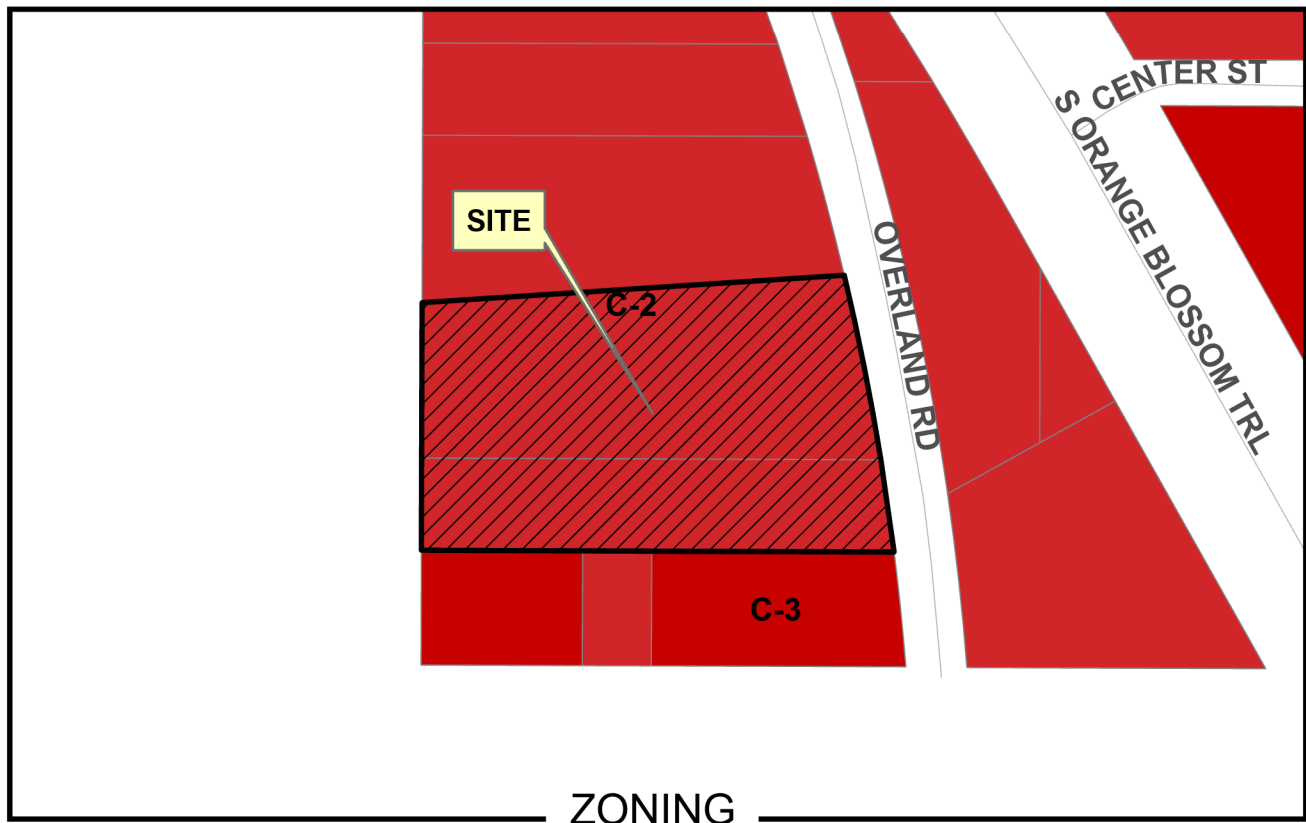 CENTER ST
S ORANGE BLOSSOM TRL
SITE
OVERLAND RD
C-2
C-3
ZONING